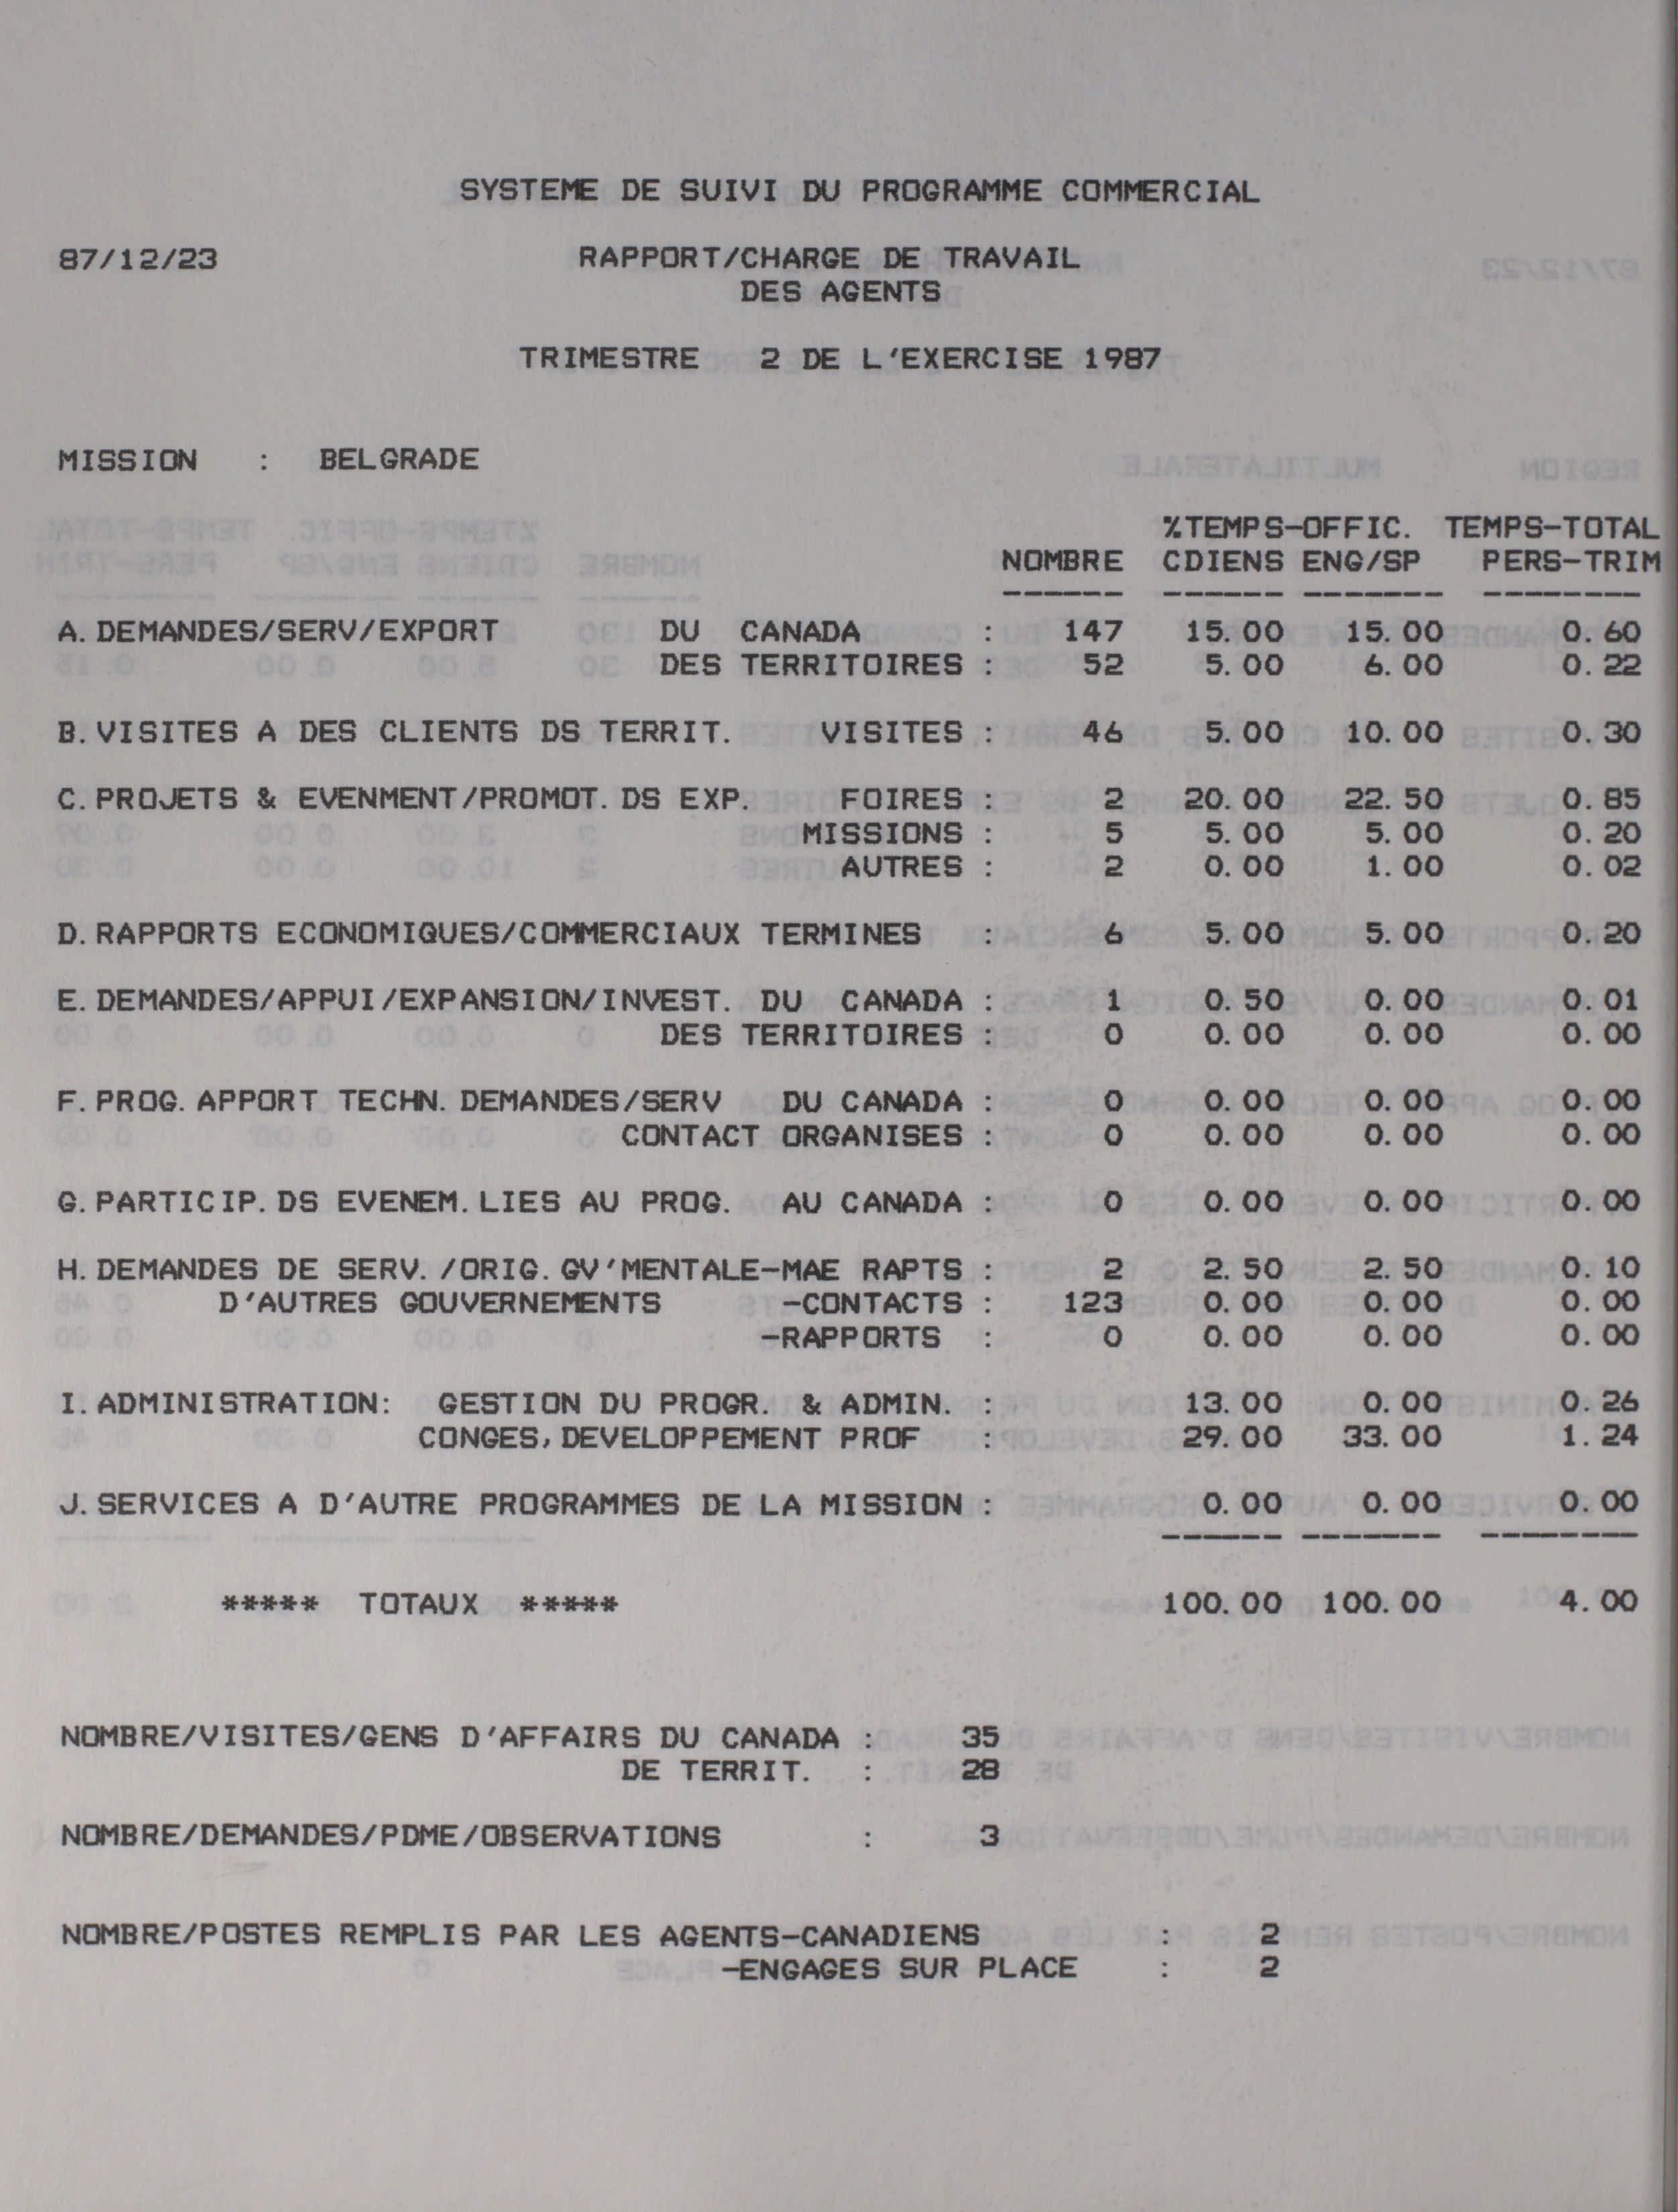 SYSTEME DE SUIVI DU PROGRAMME COMMERCIAL
87/12/23 RAPPORT/CHARGE DE TRAVAIL
DES AGENTS
TRIMESTRE 2 DE L'EXERCISE 1987
MISSION : BELGRADE
%TEMPS-OFFIC. TEMPS-TOTAL
NOMBRE CDIENS ENG/SP PERS-TRIM
------ ------ ------- --------
A. DEMANDES/SERV/EXPORT DU CANADA : 147 15.00 15.00 0.60
DES TERRITOIRES : 52 5.00 6.00 0.22
B. VISITES A DES CLIENTS DS TERRIT. VISITES : 46 5.00 10.00 0.30
C. PROJETS & EVENMENT/PROMOT. DS EXP. FOIRES : 2 20.00 22.50 0.85
MISSIONS : 5 5.00 5.00 0.20
AUTRES : 2 0.00 1.00 0.02
D. RAPPORTS ECONOMIQUES/COMMERCIAUX TERMINES : 6 5.00 5.00 0.20
E. DEMANDES/APPUI/EXPANSION/INVEST. DU CANADA : 1 0.50 0.00 0.01
DES TERRITOIRES : 0 0.00 0.00 0.00
F. PROG. APPORT TECHN. DEMANDES/SERV DU CANADA : 0 0.00 0.00 0.00
CONTACT ORGANISES : 0 0.00 0.00 0.00
G. PARTICIP. DS EVENEM. LIES AU PROG. AU CANADA : 0 0.00 0.00 0.00
H. DEMANDES DE SERV. /ORIG. GV'MENTALE-MAE RAPTS : 2 2.50 2.50 0.10
D'AUTRES GOUVERNEMENTS -CONTACTS : 123 0.00 0.00 0.00
-RAPPORTS : 0 0.00 0.00 0.00
I. ADMINISTRATION: GESTION DU PROGR. & ADMIN. : 13.00 0.00 0.26
CONGES, DEVELOPPEMENT PROF : 29.00 33.00 1.24
J. SERVICES A D'AUTRE PROGRAMMES DE LA MISSION : 0.00 0.00 0.00
------ ------- --------
***** TOTAUX ***** 100.00 100.00 4.00
NOMBRE/VISITES/GENS D'AFFAIRS DU CANADA : 35
DE TERRIT. : 28
NOMBRE/DEMANDES/PDME/OBSERVATIONS : 3
NOMBRE/POSTES REMPLIS PAR LES AGENTS-CANADIENS : 2
-ENGAGES SUR PLACE : 2